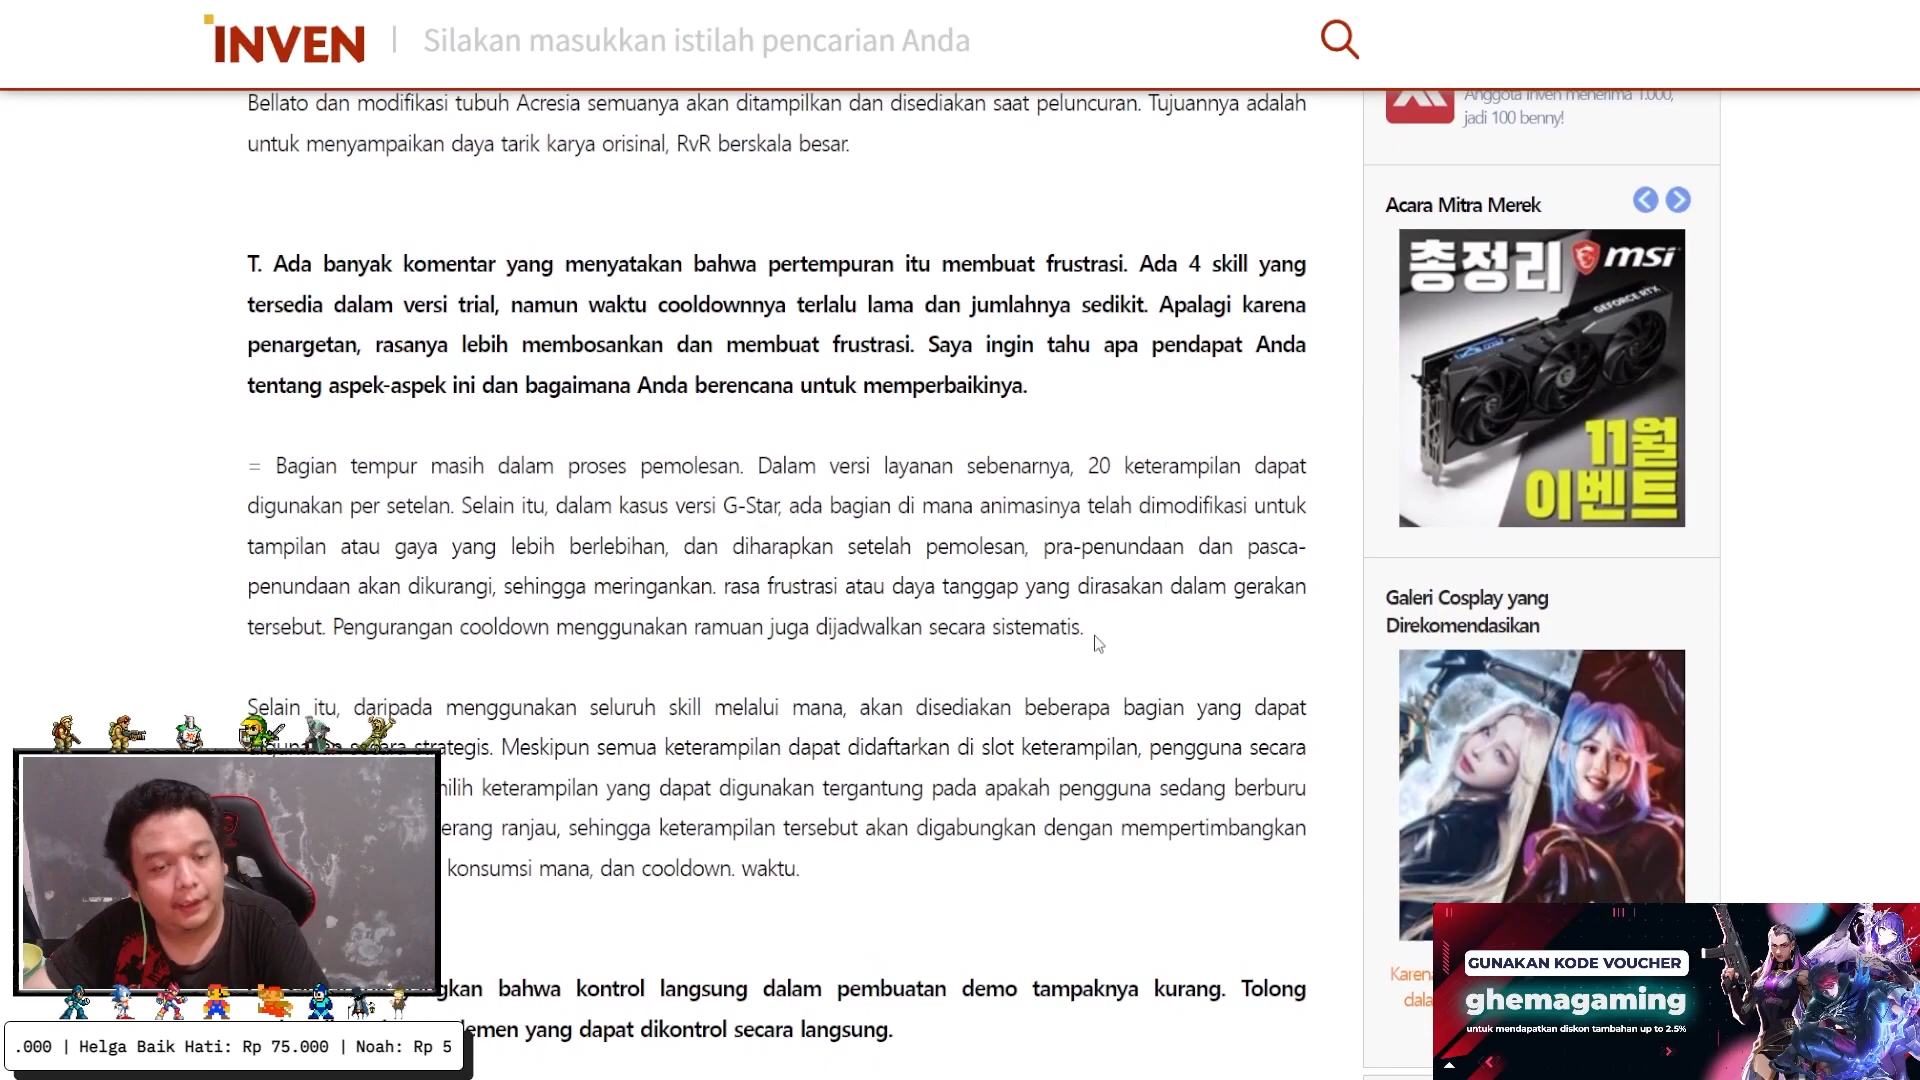 INVEN
Silakan masukkan istilah pencarian Anda
Bellato dan modifikasi tubuh Acresia semuanya akan ditampilkan dan disediakan saat peluncuran. Tujuannya adalah
untuk menyampaikan daya tarik karya orisinal, RvR berskala besar.
T. Ada banyak komentar yang menyatakan bahwa pertempuran itu membuat frustrasi. Ada 4 skill yang
tersedia dalam versi trial, namun waktu cooldownnya terlalu lama dan jumlahnya sedikit. Apalagi karena
penargetan, rasanya lebih membosankan dan membuat frustrasi. Saya ingin tahu apa pendapat Anda
tentang aspek-aspek ini dan bagaimana Anda berencana untuk memperbaikinya.
= Bagian tempur masih dalam proses pemolesan. Dalam versi layanan sebenarnya, 20 keterampilan dapat
digunakan per setelan. Selain itu, dalam kasus versi G-Star, ada bagian di mana animasinya telah dimodifikasi untuk
tampilan atau gaya yang lebih berlebihan, dan diharapkan setelah pemolesan, pra-penundaan dan pasca-
penundaan akan dikurangi, sehingga meringankan. rasa frustrasi atau daya tanggap yang dirasakan dalam gerakan
tersebut. Pengurangan cooldown menggunakan ramuan juga dijadwalkan secara sistematis.
Selain itu, daripada menggunakan seluruh skill melalui mana, akan disediakan beberapa bagian yang dapat
strategis. Meskipun semua keterampilan dapat didaftarkan di slot keterampilan, pengguna secara
keterampilan yang dapat digunakan tergantung pada apakah pengguna sedang berburu
erang ranjau, sehingga keterampilan tersebut akan digabungkan dengan mempertimbangkan
konsumsi mana, dan cooldown. waktu.
gkan bahwa kontrol langsung dalam pembuatan demo tampaknya kurang. Tolong
lemen yang dapat dikontrol secara langsung.
Anggota Inven menerima 1.000,
jadi 100 benny!
Acara Mitra Merek
총정리 msi
GEFORCE RTX
11월
이벤트
Galeri Cosplay yang
Direkomendasikan
Karena
dala
GUNAKAN KODE VOUCHER
ghemagaming
untuk mendapatkan diskon tambahan up to 2.5%
.000 | Helga Baik Hati: Rp 75.000 | Noah: Rp 5